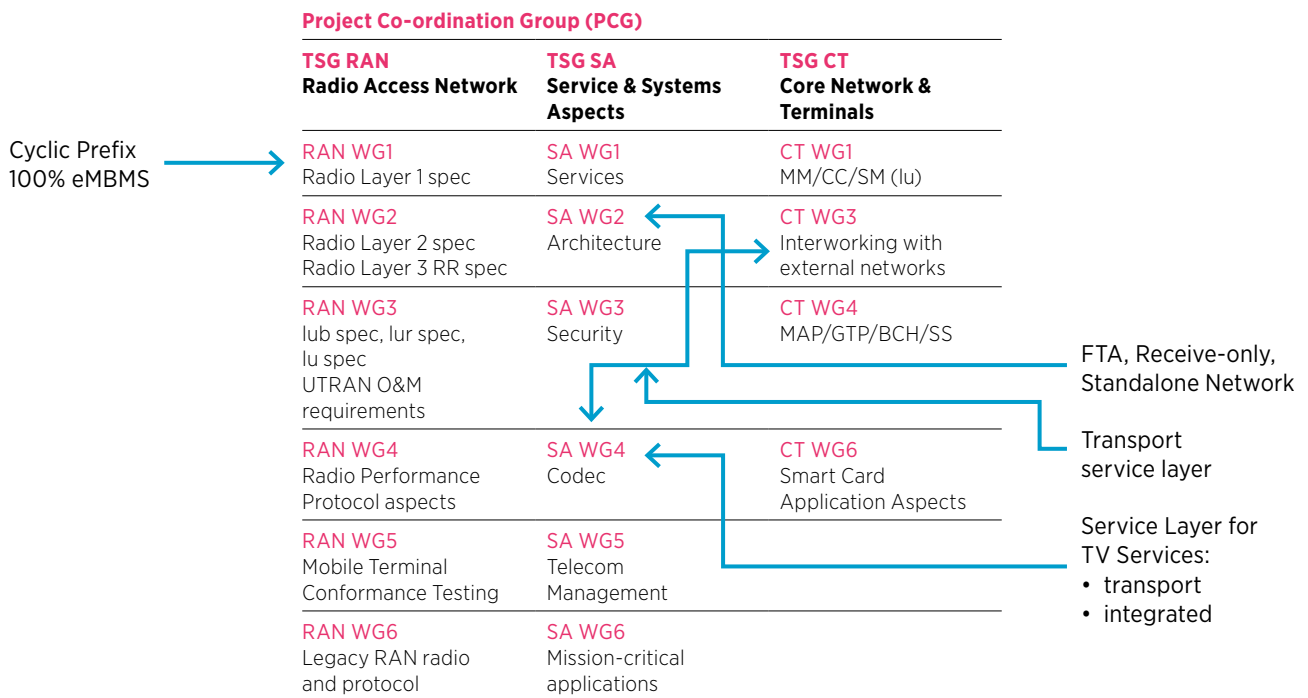 Project Co-ordination Group (PCG)
TSG RAN
Radio Access Network
TSG SA
Service & Systems
Aspects
TSG CT
Core Network &
Terminals
Cyclic Prefix
100% eMBMS
RAN WG1
Radio Layer 1 spec
SA WG1
Services
CT WG1
MM/CC/SM (lu)
RAN WG2
Radio Layer 2 spec
Radio Layer 3 RR spec
SA WG2
Architecture
CT WG3
Interworking with
external networks
RAN WG3
lub spec, lur spec,
lu spec
UTRAN O&M
requirements
SA WG3
Security
CT WG4
MAP/GTP/BCH/SS
FTA, Receive-only,
Standalone Network
RAN WG4
Radio Performance
Protocol aspects
SA WG4
Codec
CT WG6
Smart Card
Application Aspects
Transport
service layer
RAN WG5
Mobile Terminal
Conformance Testing
SA WG5
Telecom
Management
Service Layer for
TV Services:
• transport
• integrated
RAN WG6
Legacy RAN radio
and protocol
SA WG6
Mission-critical
applications